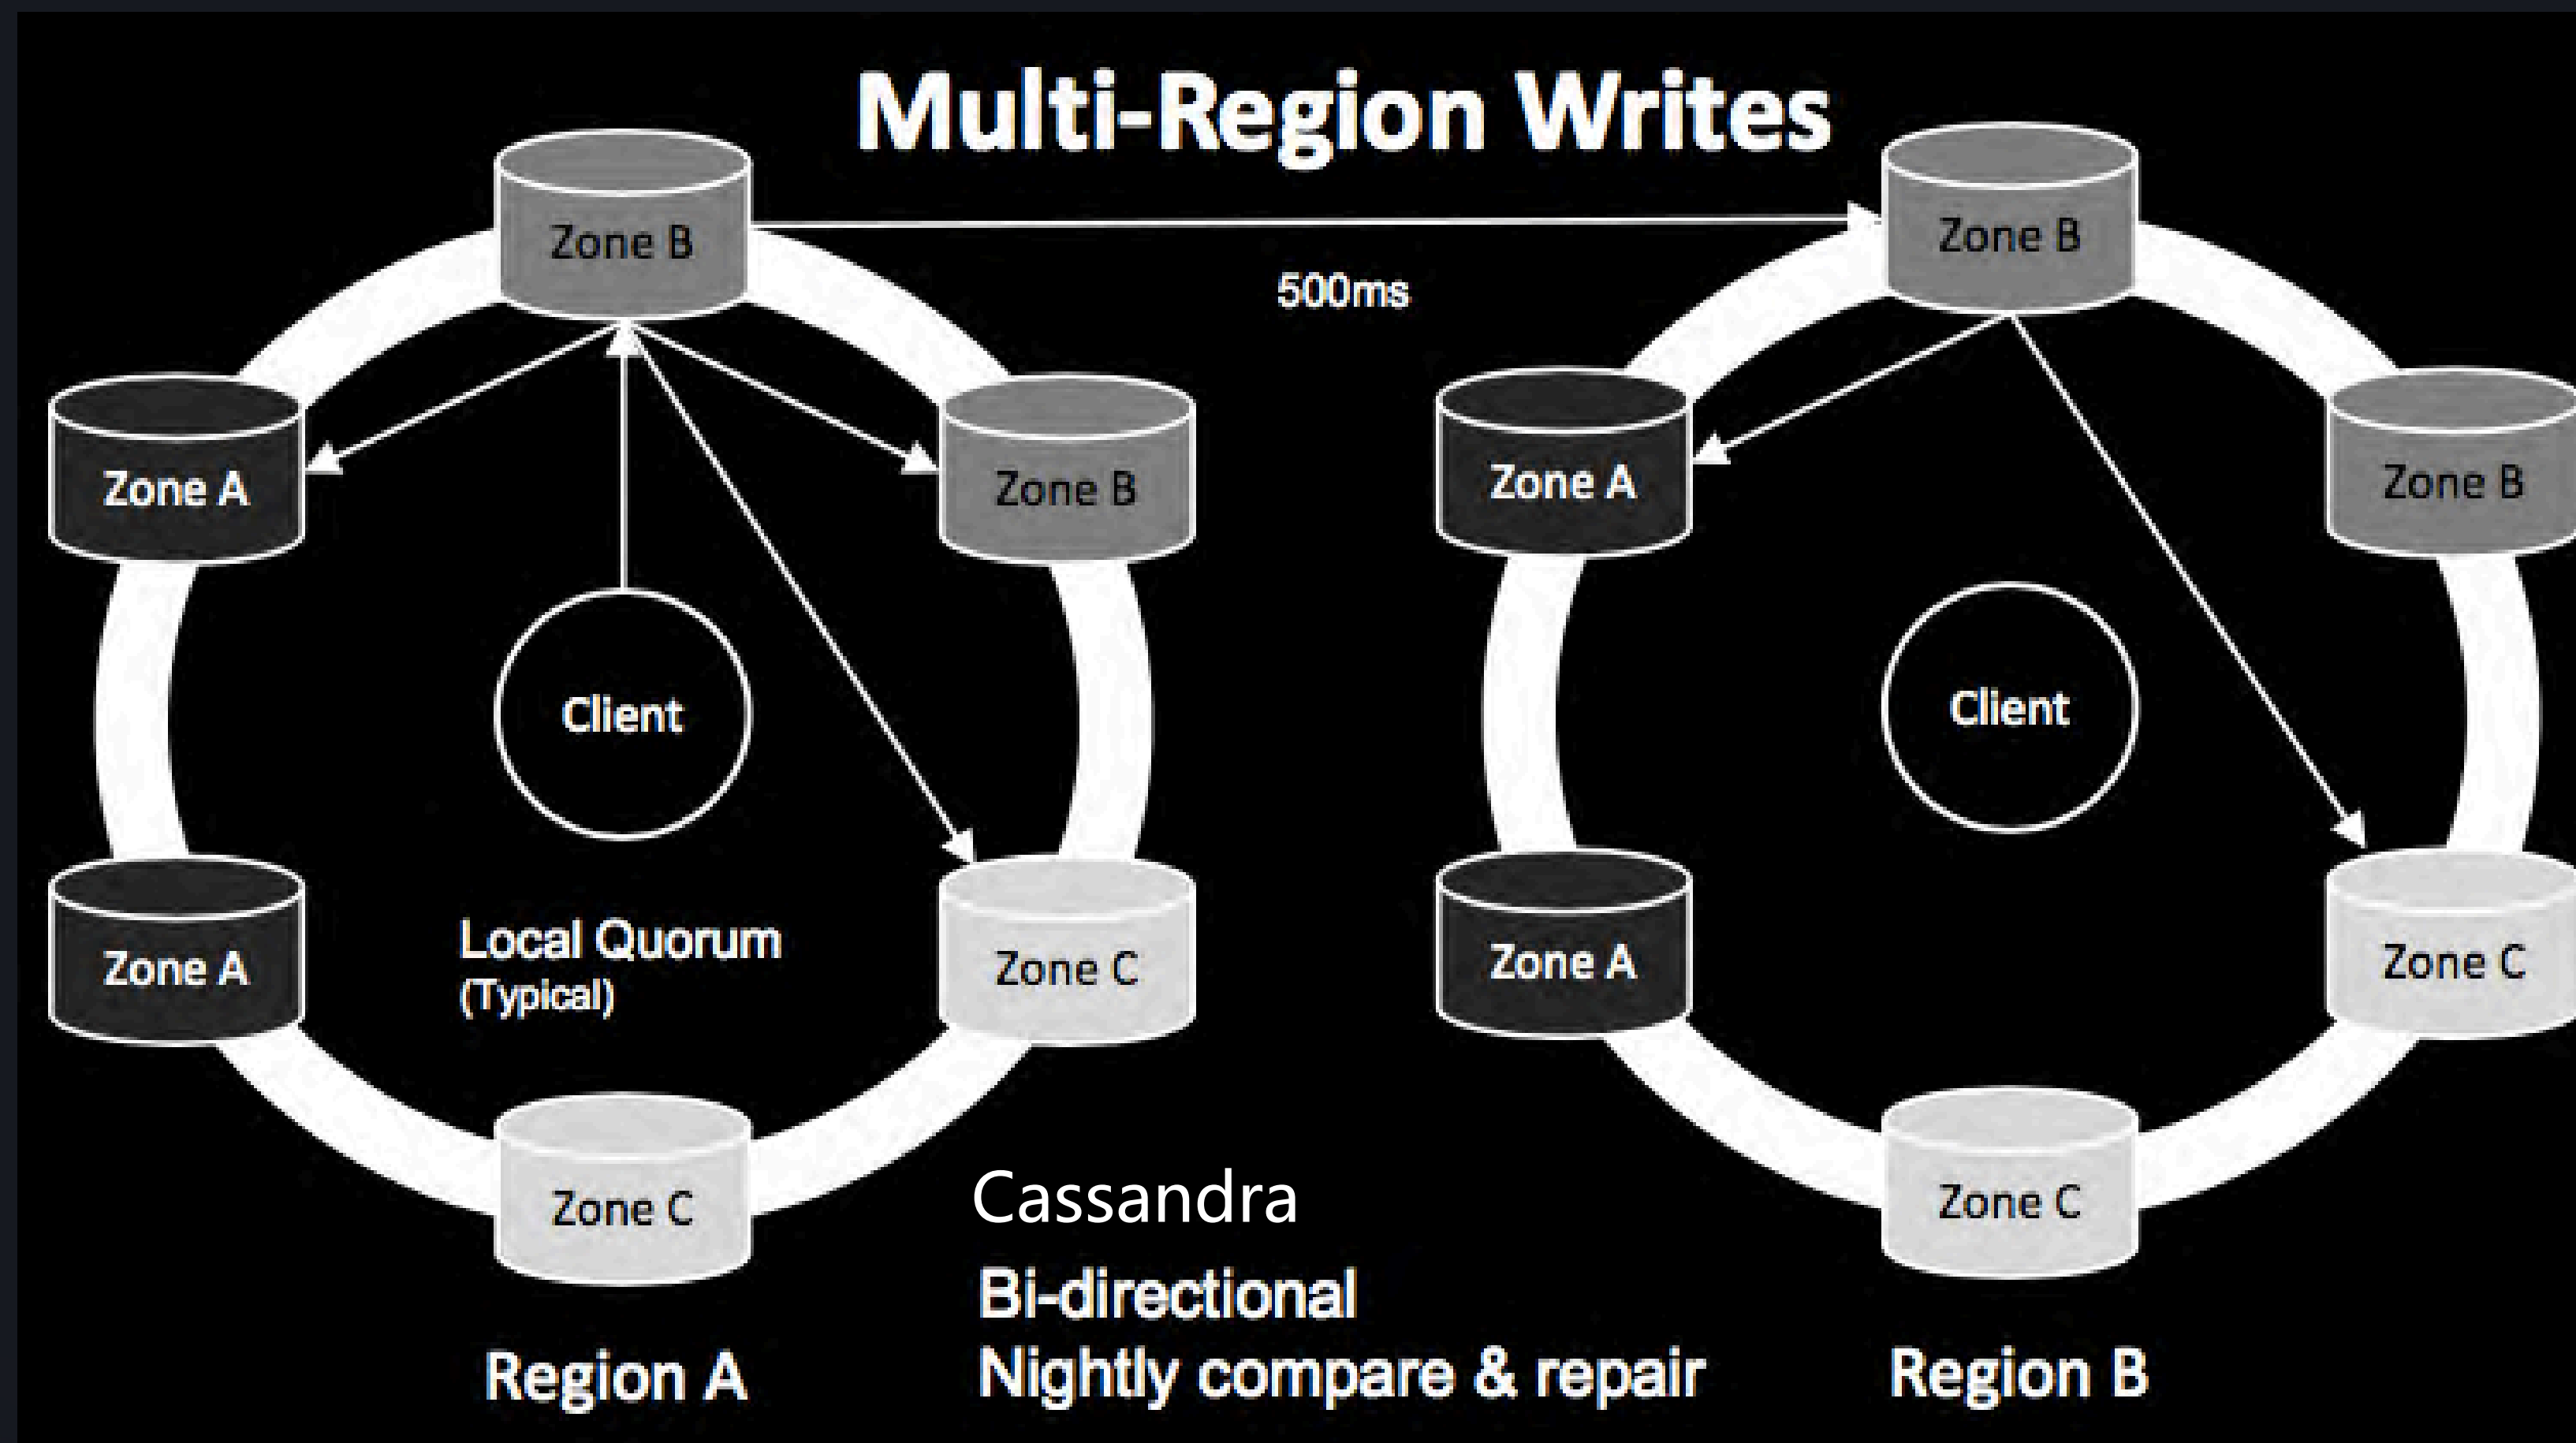 Multi-Region Writes
Zone B
Zone A
Zone B
Client
Local Quorum
(Typical)
Zone A
Zone C
Zone C
Region A
500ms
Zone B
Zone A
Zone B
Client
Zone A
Zone C
Zone C
Region B
Cassandra
Bi-directional
Nightly compare & repair